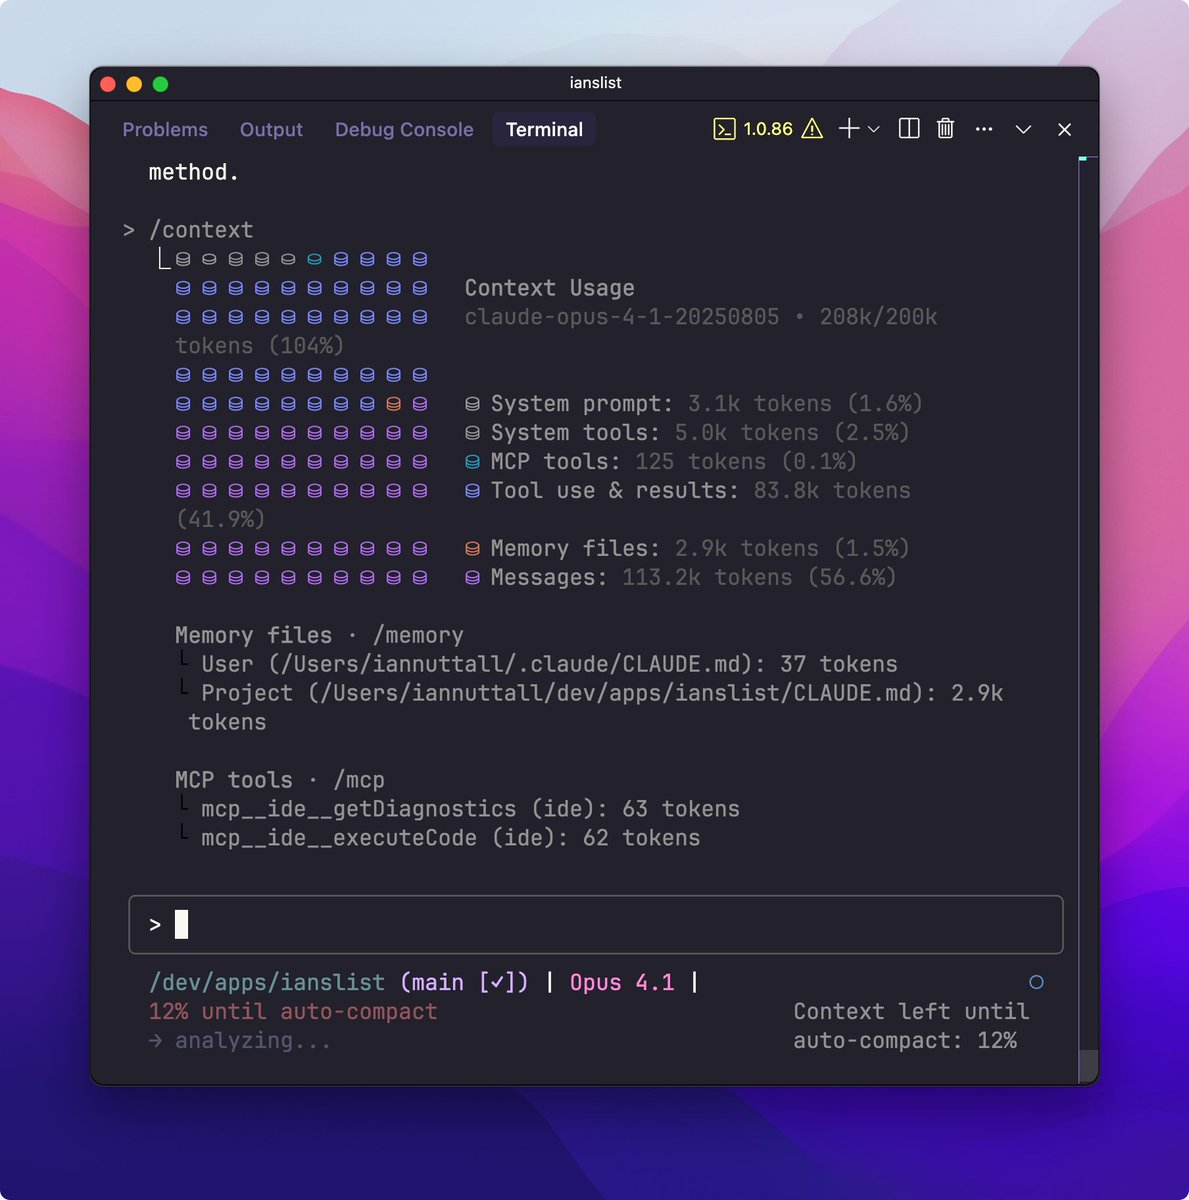 ianslist
Problems Output Debug Console Terminal 1.0.86
method.
> /context
Context Usage
claude-opus-4-1-20250805 • 208k/200k
tokens (104%)
System prompt: 3.1k tokens (1.6%)
System tools: 5.0k tokens (2.5%)
MCP tools: 125 tokens (0.1%)
Tool use & results: 83.8k tokens
(41.9%)
Memory files: 2.9k tokens (1.5%)
Messages: 113.2k tokens (56.6%)
Memory files · /memory
└ User (/Users/iannuttall/.claude/CLAUDE.md): 37 tokens
└ Project (/Users/iannuttall/dev/apps/ianslist/CLAUDE.md): 2.9k
tokens
MCP tools · /mcp
└ mcp__ide__getDiagnostics (ide): 63 tokens
└ mcp__ide__executeCode (ide): 62 tokens
>
/dev/apps/ianslist (main [✓]) | Opus 4.1 |
12% until auto-compact
→ analyzing...
Context left until
auto-compact: 12%